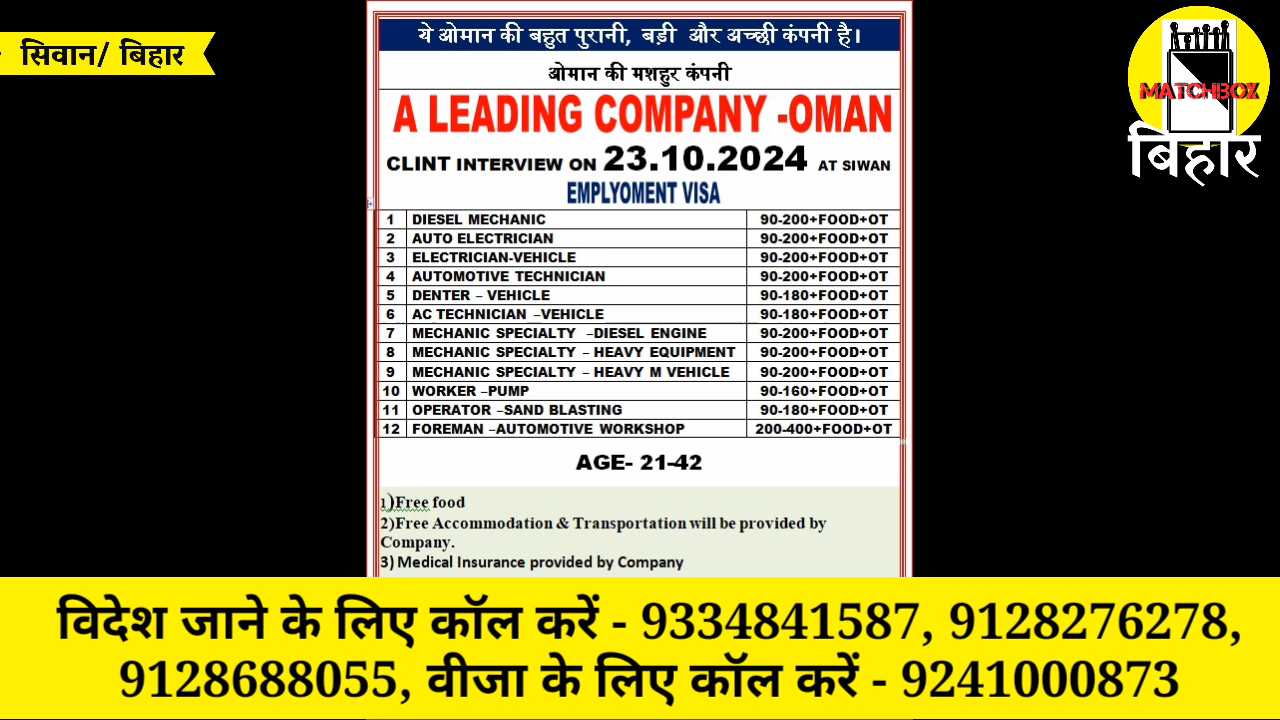 सिवान/ बिहार
MATCHBOX
बिहार
ये ओमान की बहुत पुरानी, बड़ी और अच्छी कंपनी है।
ओमान की मशहुर कंपनी
A LEADING COMPANY -OMAN
CLINT INTERVIEW ON 23.10.2024 AT SIWAN
EMPLYOMENT VISA
1 DIESEL MECHANIC 90-200+FOOD+OT
2 AUTO ELECTRICIAN 90-200+FOOD+OT
3 ELECTRICIAN-VEHICLE 90-200+FOOD+OT
4 AUTOMOTIVE TECHNICIAN 90-200+FOOD+OT
5 DENTER – VEHICLE 90-180+FOOD+OT
6 AC TECHNICIAN –VEHICLE 90-180+FOOD+OT
7 MECHANIC SPECIALTY –DIESEL ENGINE 90-200+FOOD+OT
8 MECHANIC SPECIALTY – HEAVY EQUIPMENT 90-200+FOOD+OT
9 MECHANIC SPECIALTY – HEAVY M VEHICLE 90-200+FOOD+OT
10 WORKER –PUMP 90-160+FOOD+OT
11 OPERATOR –SAND BLASTING 90-180+FOOD+OT
12 FOREMAN –AUTOMOTIVE WORKSHOP 200-400+FOOD+OT
AGE- 21-42
1)Free food
2)Free Accommodation & Transportation will be provided by
Company.
3) Medical Insurance provided by Company
विदेश जाने के लिए कॉल करें - 9334841587, 9128276278,
9128688055, वीजा के लिए कॉल करें - 9241000873